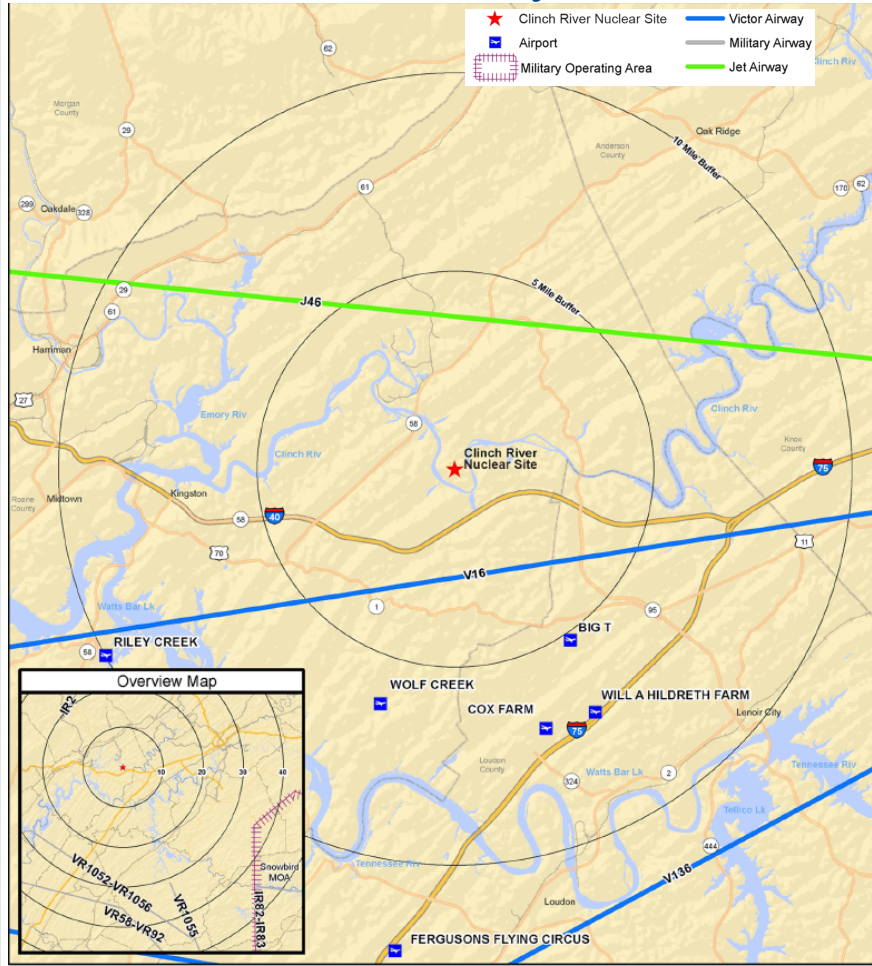 Clinch River Nuclear Site
Airport
Military Operating Area
Victor Airway
Military Airway
Jet Airway
62
Clinch Riv
Morgan
County
29
Oak Ridge
Anderson
County
10 Mile Buffer
61
170
62
299
Oakdale
328
29
61
J46
5 Mile Buffer
Harriman
27
Emory Riv
58
Clinch Riv
Clinch Riv
Clinch River
Nuclear Site
Knox
County
75
Roane
County
Midtown
Kingston
58
40
70
11
V16
1
95
Watts Bar Lk
58
RILEY CREEK
BIG T
WOLF CREEK
WILL A HILDRETH FARM
COX FARM
75
Lenoir City
Loudon
County
324
Watts Bar Lk
2
Tennessee
Riv
Tellico Lk
444
Tennessee Riv
V136
Loudon
FERGUSONS FLYING CIRCUS
Overview Map
IR2
10
20
30
40
Snowbird
MOA
VR1052-VR1056
VR58-VR92
VR1055
IR82-IR83